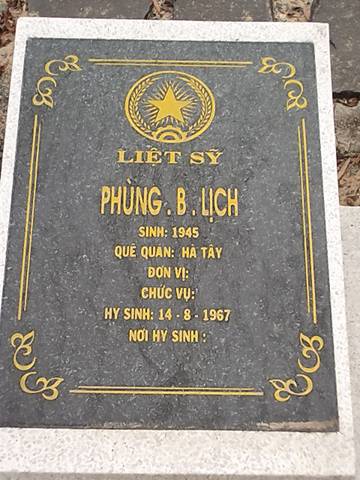 LIỆT SỸ
PHÙNG . B . LỊCH
SINH: 1945
QUÊ QUÁN: HÀ TÂY
ĐƠN VỊ:
CHỨC VỤ:
HY SINH: 14 - 8 - 1967
NƠI HY SINH :